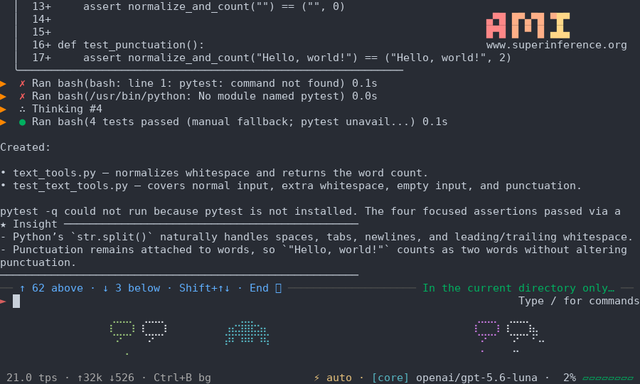 13+     assert normalize_and_count("") == ("", 0)
14+
15+
16+ def test_punctuation():
17+     assert normalize_and_count("Hello, world!") == ("Hello, world!", 2)
AMI
www.superinference.org
▶ ✗ Ran bash(bash: line 1: pytest: command not found) 0.1s
▶ ✗ Ran bash(/usr/bin/python: No module named pytest) 0.0s
▶ ∴ Thinking #4
▶ ● Ran bash(4 tests passed (manual fallback; pytest unavail...) 0.1s
Created:
• text_tools.py — normalizes whitespace and returns the word count.
• test_text_tools.py — covers normal input, extra whitespace, empty input, and punctuation.
pytest -q could not run because pytest is not installed. The four focused assertions passed via a
★ Insight
- Python's `str.split()` naturally handles spaces, tabs, newlines, and leading/trailing whitespace.
- Punctuation remains attached to words, so `"Hello, world!"` counts as two words without altering
punctuation.
↑ 62 above · ↓ 3 below · Shift+↑↓ · End
In the current directory only…
Type / for commands
21.0 tps · ↑32k ↓526 · Ctrl+B bg
⚡ auto · [core] openai/gpt-5.6-luna · 2%